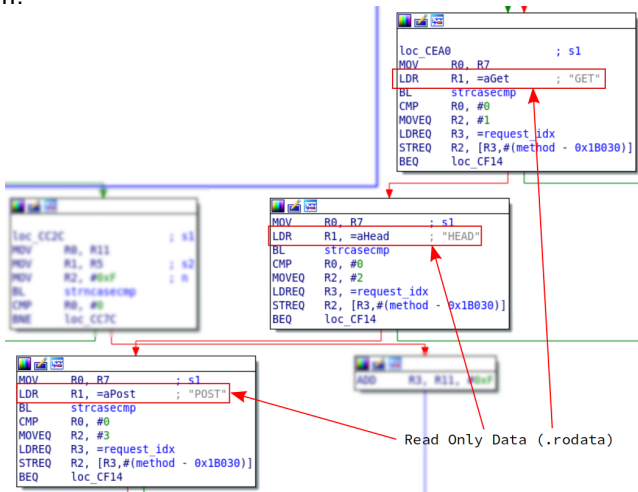 n.
loc_CEA0                ; s1
MOV     R0, R7
LDR     R1, =aGet       ; "GET"
BL      strcasecmp
CMP     R0, #0
MOVEQ   R2, #1
LDREQ   R3, =request_idx
STREQ   R2, [R3,#(method - 0x1B030)]
BEQ     loc_CF14
loc_CC2C                ; s1
MOV     R0, R11
MOV     R1, R5          ; s2
MOV     R2, #0xF        ; n
BL      strncasecmp
CMP     R0, #0
BNE     loc_CC7C
MOV     R0, R7          ; s1
LDR     R1, =aHead      ; "HEAD"
BL      strcasecmp
CMP     R0, #0
MOVEQ   R2, #2
LDREQ   R3, =request_idx
STREQ   R2, [R3,#(method - 0x1B030)]
BEQ     loc_CF14
MOV     R0, R7          ; s1
LDR     R1, =aPost      ; "POST"
BL      strcasecmp
CMP     R0, #0
MOVEQ   R2, #3
LDREQ   R3, =request_idx
STREQ   R2, [R3,#(method - 0x1B030)]
BEQ     loc_CF14
ADD     R3, R11, #0xF
Read Only Data (.rodata)